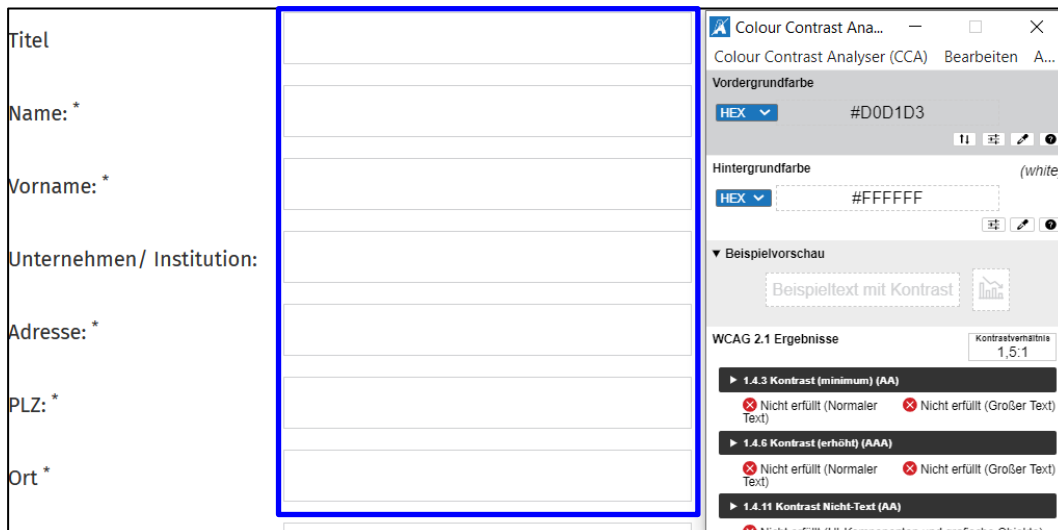 Titel
Name: *
Vorname: *
Unternehmen/ Institution:
Adresse: *
PLZ: *
Ort *
Colour Contrast Ana...
Colour Contrast Analyser (CCA) Bearbeiten A...
Vordergrundfarbe
HEX #D0D1D3
Hintergrundfarbe (white
HEX #FFFFFF
▼ Beispielvorschau
Beispieltext mit Kontrast
WCAG 2.1 Ergebnisse
Kontrastverhältnis
1,5:1
▶ 1.4.3 Kontrast (minimum) (AA)
Nicht erfüllt (Normaler Text)
Nicht erfüllt (Großer Text)
▶ 1.4.6 Kontrast (erhöht) (AAA)
Nicht erfüllt (Normaler Text)
Nicht erfüllt (Großer Text)
▶ 1.4.11 Kontrast Nicht-Text (AA)